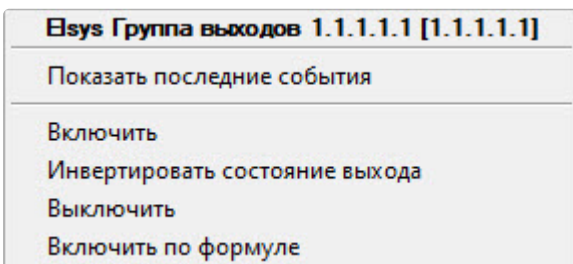 Elsys Группа выходов 1.1.1.1.1 [1.1.1.1.1]
Показать последние события
Включить
Инвертировать состояние выхода
Выключить
Включить по формуле